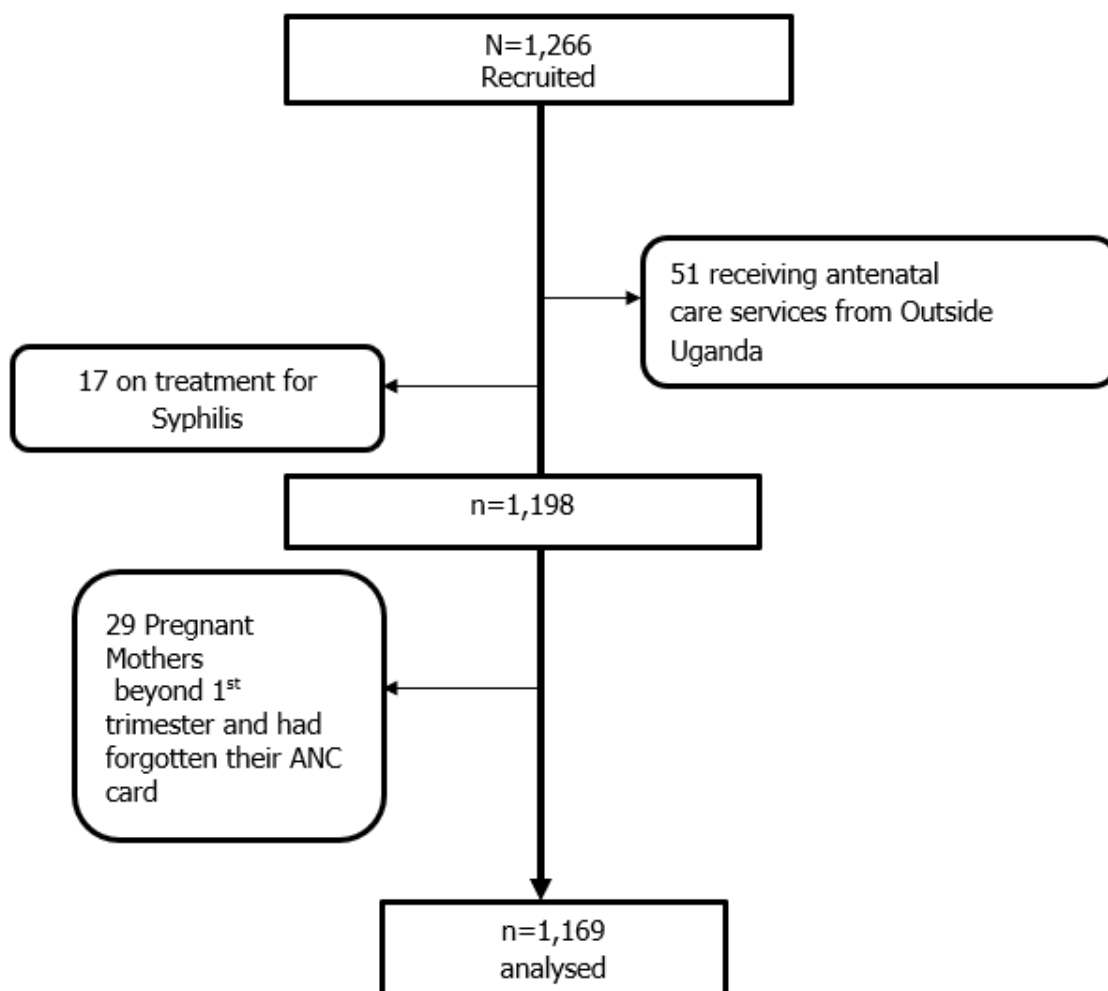 N=1,266
Recruited
51 receiving antenatal
care services from Outside
Uganda
17 on treatment for
Syphilis
n=1,198
29 Pregnant
Mothers
beyond 1st
trimester and had
forgotten their ANC
card
n=1,169
analysed